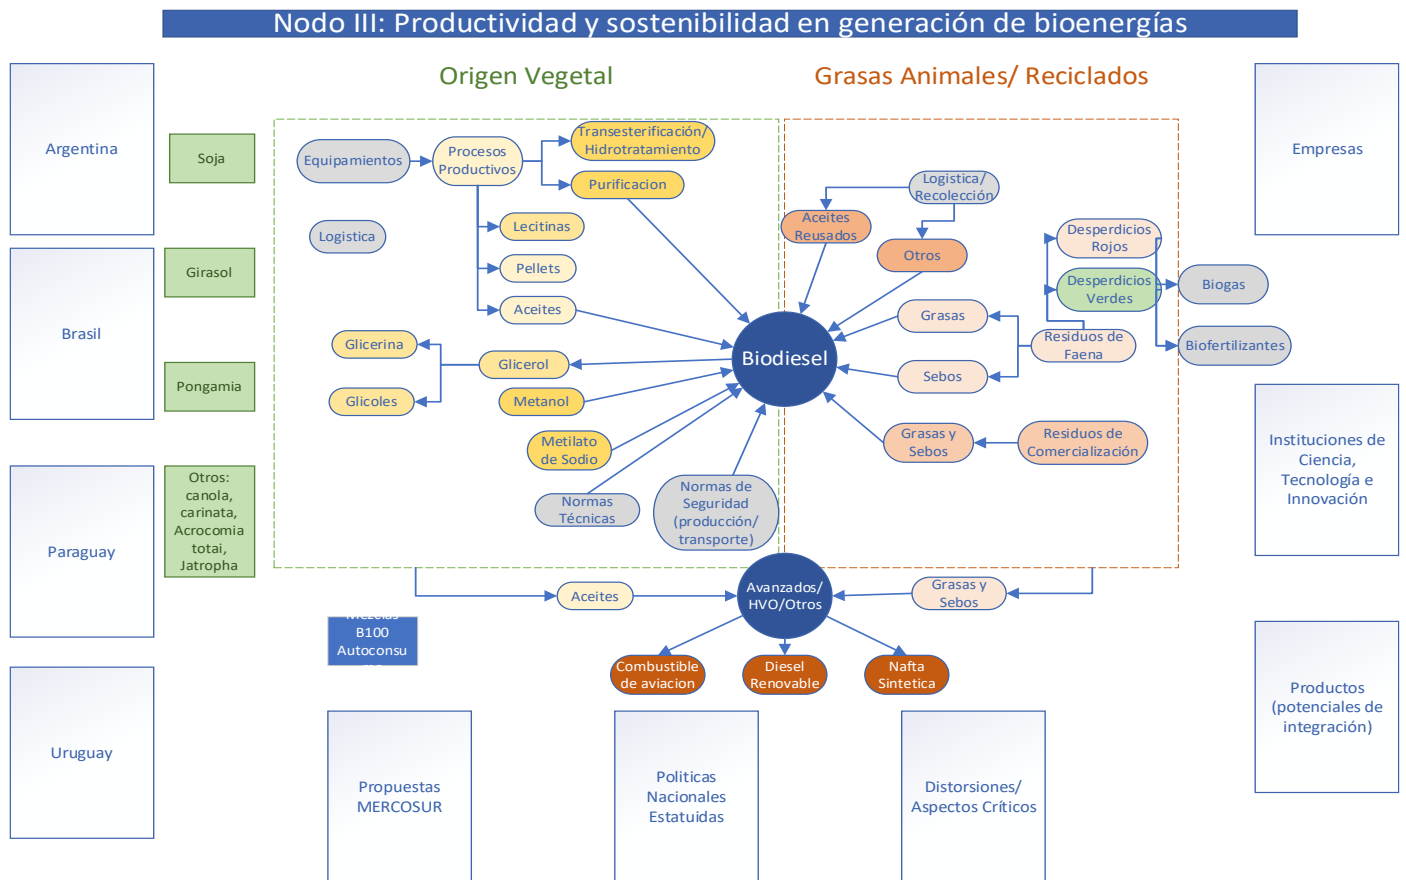 Nodo III: Productividad y sostenibilidad en generación de bioenergías
Origen Vegetal
Grasas Animales/ Reciclados
Argentina
Brasil
Paraguay
Uruguay
Soja
Girasol
Pongamia
Otros:
canola,
carinata,
Acrocomia
totai,
Jatropha
Equipamientos
Procesos
Productivos
Transesterificación/
Hidrotratamiento
Purificacion
Logistica
Lecitinas
Pellets
Aceites
Glicerina
Glicoles
Glicerol
Metanol
Metilato
de Sodio
Normas
Técnicas
Normas de
Seguridad
(producción/
transporte)
Biodiesel
Logistica/
Recolección
Aceites
Reusados
Otros
Grasas
Sebos
Desperdicios
Rojos
Desperdicios
Verdes
Residuos de
Faena
Biogas
Biofertilizantes
Grasas y
Sebos
Residuos de
Comercialización
Aceites
Avanzados/
HVO/Otros
Grasas y
Sebos
Combustible
de aviacion
Diesel
Renovable
Nafta
Sintetica
Mezclas
B100
Autoconsu
Propuestas
MERCOSUR
Politicas
Nacionales
Estatuidas
Distorsiones/
Aspectos Críticos
Empresas
Instituciones de
Ciencia,
Tecnología e
Innovación
Productos
(potenciales de
integración)